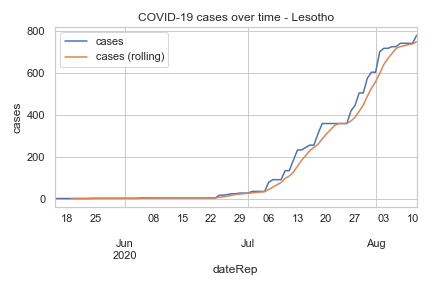 COVID-19 cases over time - Lesotho
cases
cases (rolling)
800
600
400
200
0
cases
18 25 08 15 22 29 06 13 20 27 03 10
Jun Jul Aug
2020
dateRep